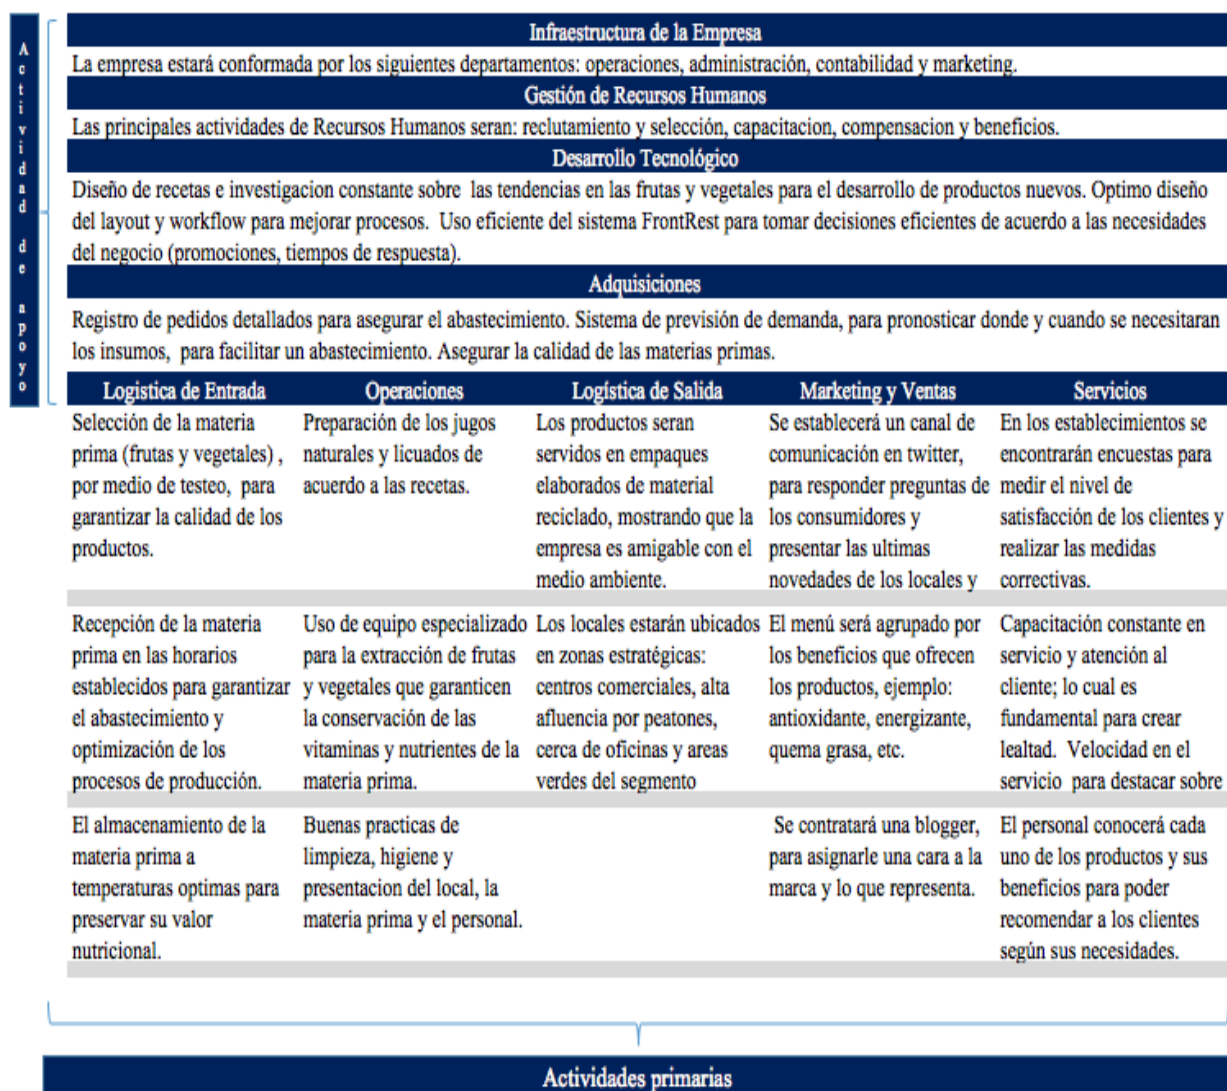 Actividad de apoyo
Infraestructura de la Empresa
La empresa estará conformada por los siguientes departamentos: operaciones, administración, contabilidad y marketing.
Gestión de Recursos Humanos
Las principales actividades de Recursos Humanos seran: reclutamiento y selección, capacitacion, compensacion y beneficios.
Desarrollo Tecnológico
Diseño de recetas e investigacion constante sobre las tendencias en las frutas y vegetales para el desarrollo de productos nuevos. Optimo diseño
del layout y workflow para mejorar procesos. Uso eficiente del sistema FrontRest para tomar decisiones eficientes de acuerdo a las necesidades
del negocio (promociones, tiempos de respuesta).
Adquisiciones
Registro de pedidos detallados para asegurar el abastecimiento. Sistema de previsión de demanda, para pronosticar donde y cuando se necesitaran
los insumos, para facilitar un abastecimiento. Asegurar la calidad de las materias primas.
Logistica de Entrada
Selección de la materia
prima (frutas y vegetales) ,
por medio de testeo, para
garantizar la calidad de los
productos.
Recepción de la materia
prima en las horarios
establecidos para garantizar
el abastecimiento y
optimización de los
procesos de producción.
El almacenamiento de la
materia prima a
temperaturas optimas para
preservar su valor
nutricional.
Operaciones
Preparación de los jugos
naturales y licuados de
acuerdo a las recetas.
Uso de equipo especializado
para la extracción de frutas
y vegetales que garanticen
la conservación de las
vitaminas y nutrientes de la
materia prima.
Buenas practicas de
limpieza, higiene y
presentacion del local, la
materia prima y el personal.
Logística de Salida
Los productos seran
servidos en empaques
elaborados de material
reciclado, mostrando que la
empresa es amigable con el
medio ambiente.
Los locales estarán ubicados
en zonas estratégicas:
centros comerciales, alta
afluencia por peatones,
cerca de oficinas y areas
verdes del segmento
Marketing y Ventas
Se establecerá un canal de
comunicación en twitter,
para responder preguntas de
los consumidores y
presentar las ultimas
novedades de los locales y
El menú será agrupado por
los beneficios que ofrecen
los productos, ejemplo:
antioxidante, energizante,
quema grasa, etc.
Se contratará una blogger,
para asignarle una cara a la
marca y lo que representa.
Servicios
En los establecimientos se
encontrarán encuestas para
medir el nivel de
satisfacción de los clientes y
realizar las medidas
correctivas.
Capacitación constante en
servicio y atención al
cliente; lo cual es
fundamental para crear
lealtad. Velocidad en el
servicio para destacar sobre
El personal conocerá cada
uno de los productos y sus
beneficios para poder
recomendar a los clientes
según sus necesidades.
Actividades primarias